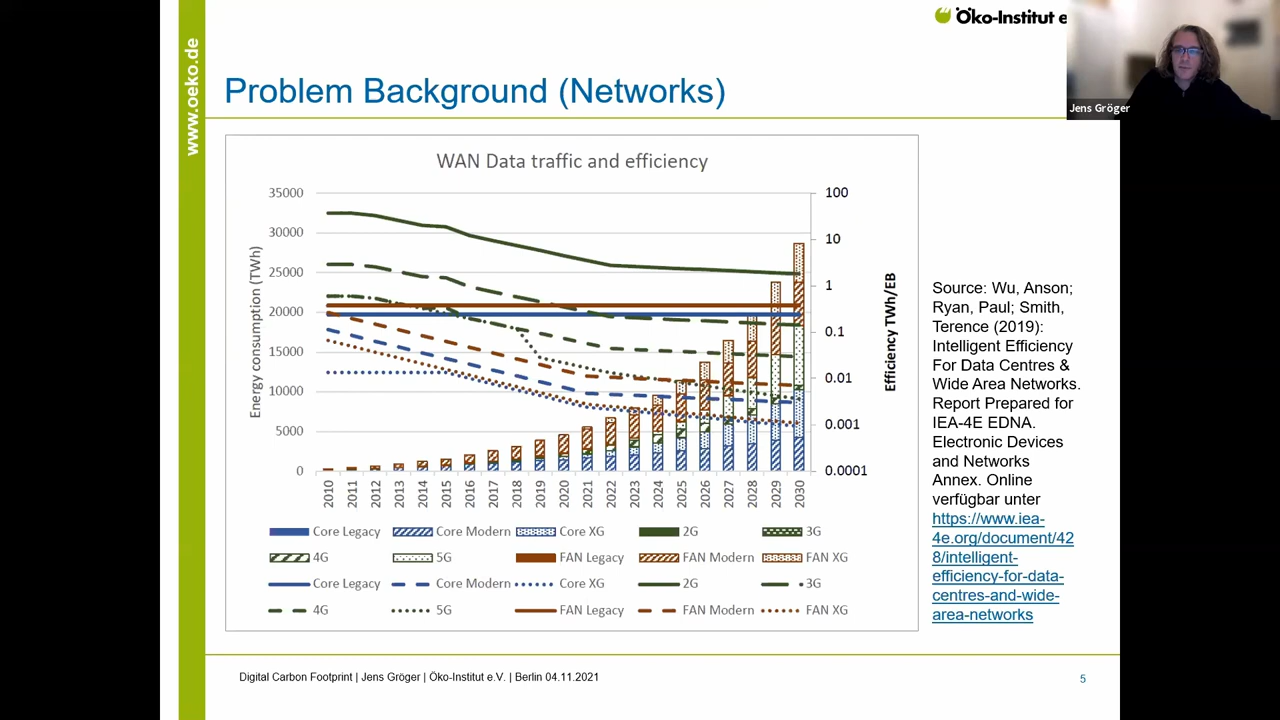 www.oeko.de
Öko-Institut e
Jens Gröger
Problem Background (Networks)
WAN Data traffic and efficiency
Energy consumption (TWh)
35000
30000
25000
20000
15000
10000
5000
0
100
10
1
0.1
0.01
0.001
0.0001
Efficiency TWh/EB
2010 2011 2012 2013 2014 2015 2016 2017 2018 2019 2020 2021 2022 2023 2024 2025 2026 2027 2028 2029 2030
Core Legacy Core Modern Core XG 2G 3G
4G 5G FAN Legacy FAN Modern FAN XG
Core Legacy Core Modern Core XG 2G 3G
4G 5G FAN Legacy FAN Modern FAN XG
Source: Wu, Anson;
Ryan, Paul; Smith,
Terence (2019):
Intelligent Efficiency
For Data Centres &
Wide Area Networks.
Report Prepared for
IEA-4E EDNA.
Electronic Devices
and Networks
Annex. Online
verfügbar unter
https://www.iea-
4e.org/document/42
8/intelligent-
efficiency-for-data-
centres-and-wide-
area-networks
Digital Carbon Footprint | Jens Gröger | Öko-Institut e.V. | Berlin 04.11.2021
5